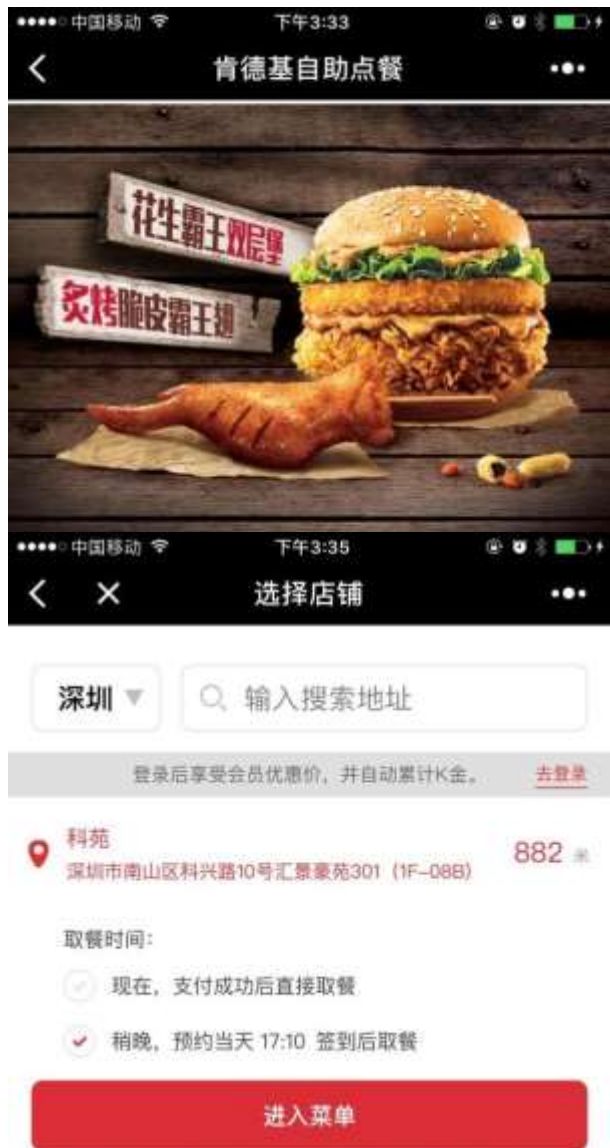 中国移动 下午3:33
肯德基自助点餐
花生霸王双层堡
炙烤脆皮霸王翅
中国移动 下午3:35
选择店铺
深圳 输入搜索地址
登录后享受会员优惠价，并自动累计K金。 去登录
科苑 882 米
深圳市南山区科兴路10号汇景豪苑301（1F-08B）
取餐时间：
现在，支付成功后直接取餐
稍晚，预约当天 17:10 签到后取餐
进入菜单